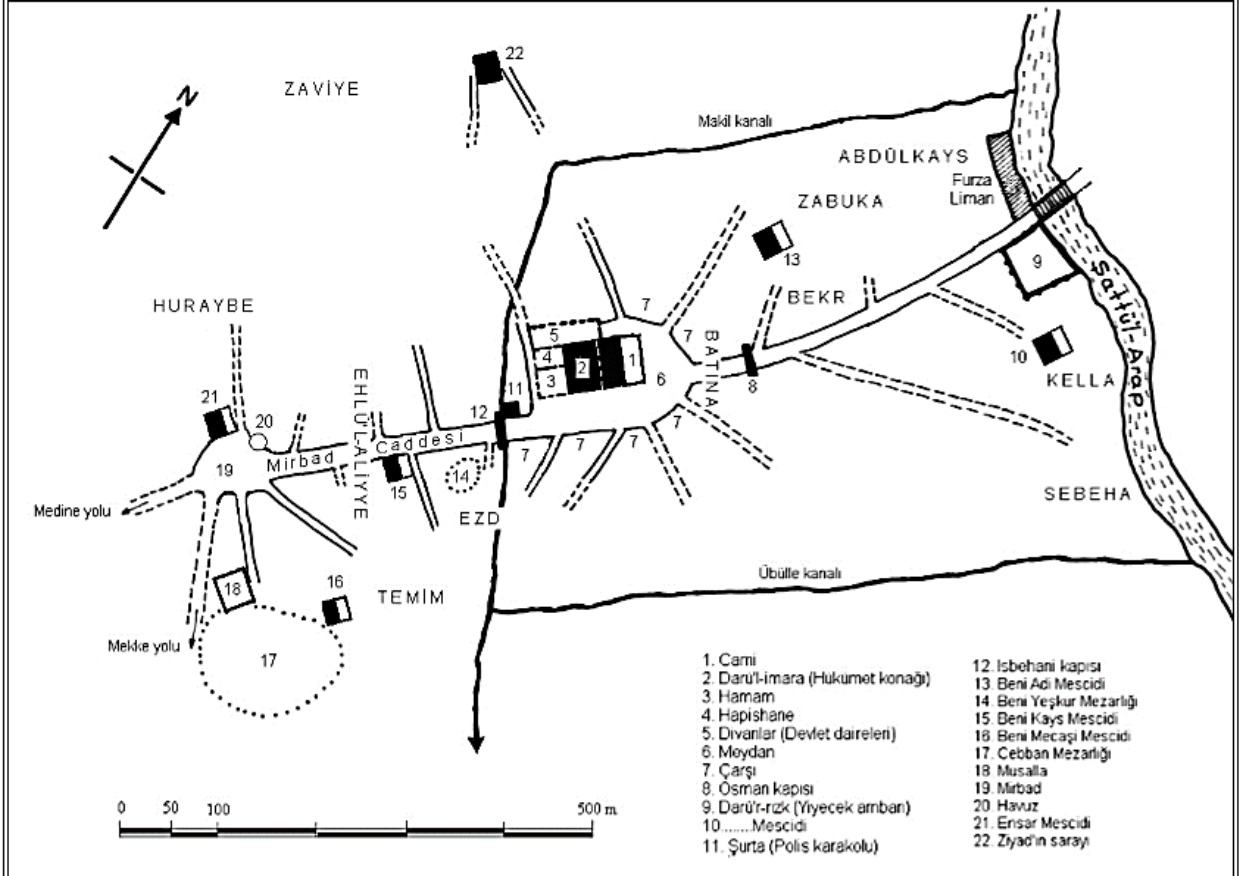 22
N
ZAVİYE
Makil kanalı
ABDÜLKAYS
Furza
Liman
ZABUKA
13
9
BEKR
HURAYBE
7
7
5
4
3
2
1
6
BATINA
8
10
KELLA
Şattül-Arap
11
12
21
20
EHLÜ'L-ALİYYE
Mirbad Caddesi
19
15
14
7
7
7
7
EZD
SEBEHA
Medine yolu
Übülle kanalı
18
16
TEMİM
Mekke yolu
17
1. Cami
2. Darü'l-imara (Hükümet konağı)
3. Hamam
4. Hapishane
5. Divanlar (Devlet daireleri)
6. Meydan
7. Çarşı
8. Osman kapısı
9. Darü'r-rızk (Yiyecek ambarı)
10........Mescidi
11. Şurta (Polis karakolu)
12. Isbehani kapısı
13. Beni Adi Mescidi
14. Beni Yeşkur Mezarlığı
15. Beni Kays Mescidi
16. Beni Mecaşi Mescidi
17. Cebban Mezarlığı
18. Musalla
19. Mirbad
20. Havuz
21. Ensar Mescidi
22. Ziyad'ın sarayı
0 50 100 500 m